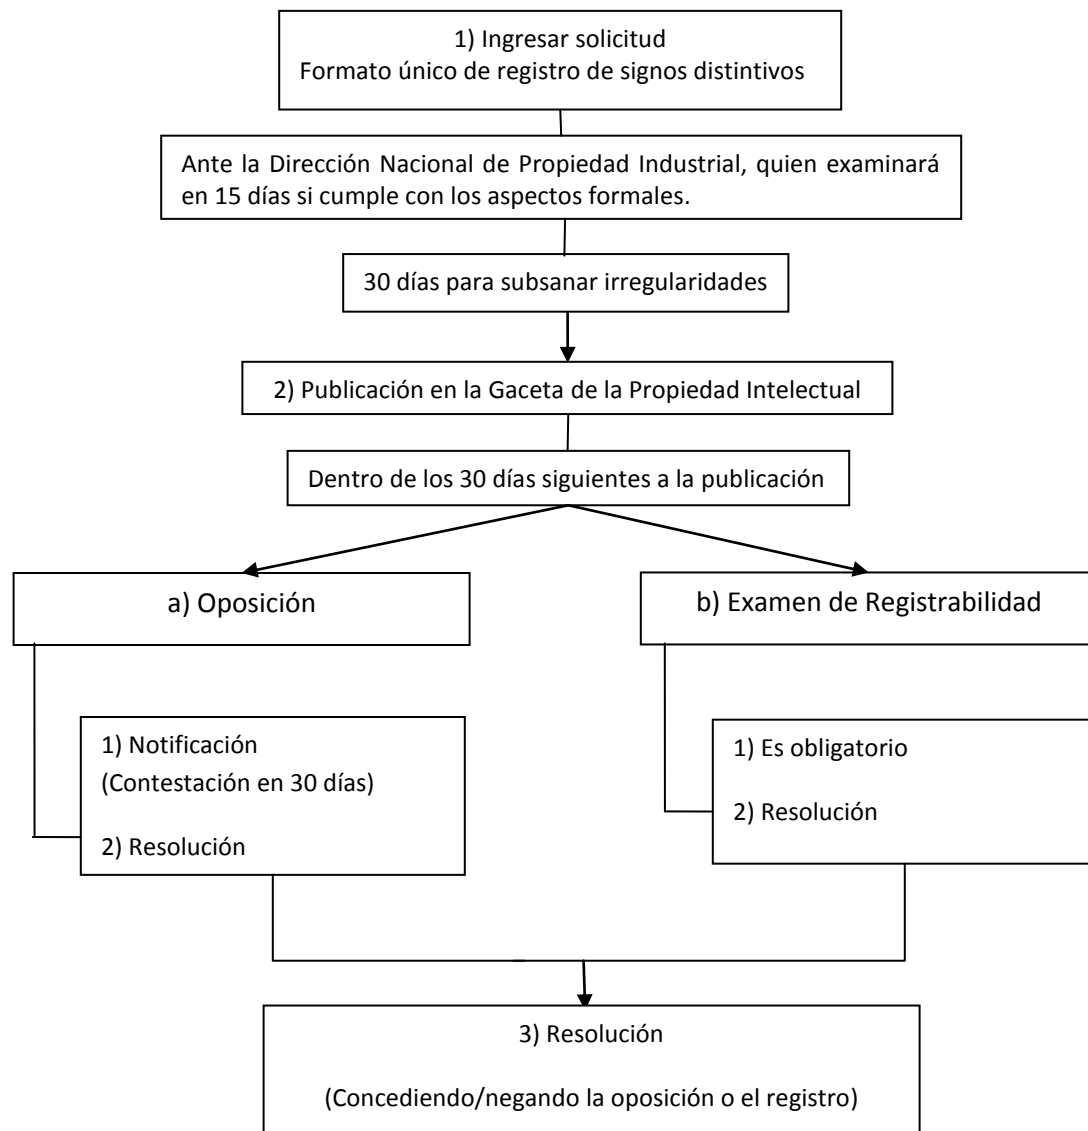 1) Ingresar solicitud
Formato único de registro de signos distintivos
Ante la Dirección Nacional de Propiedad Industrial, quien examinará
en 15 días si cumple con los aspectos formales.
30 días para subsanar irregularidades
2) Publicación en la Gaceta de la Propiedad Intelectual
Dentro de los 30 días siguientes a la publicación
a) Oposición
b) Examen de Registrabilidad
1) Notificación
(Contestación en 30 días)
2) Resolución
1) Es obligatorio
2) Resolución
3) Resolución
(Concediendo/negando la oposición o el registro)